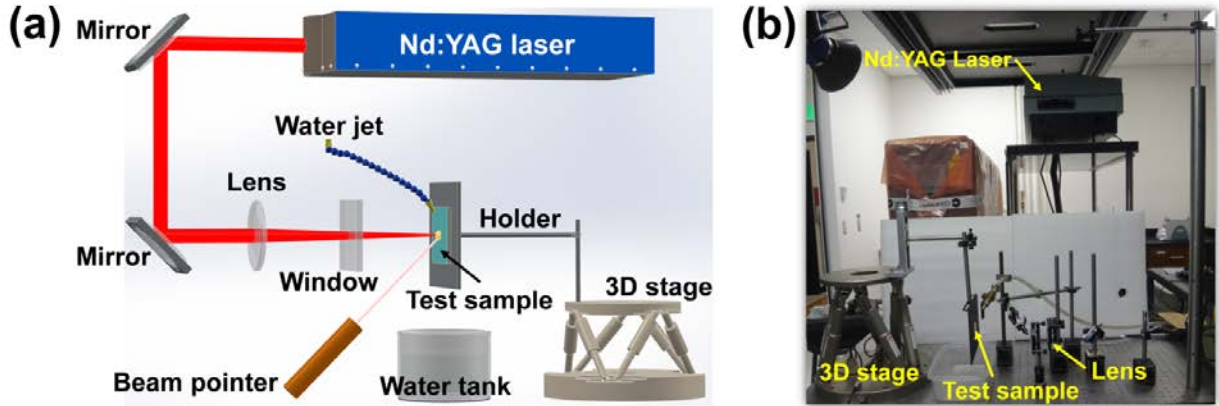 (a)
Mirror
Nd:YAG laser
Water jet
Lens
Holder
Mirror
Window
Test sample
3D stage
Beam pointer
Water tank
(b)
Nd:YAG Laser
3D stage
Test sample
Lens